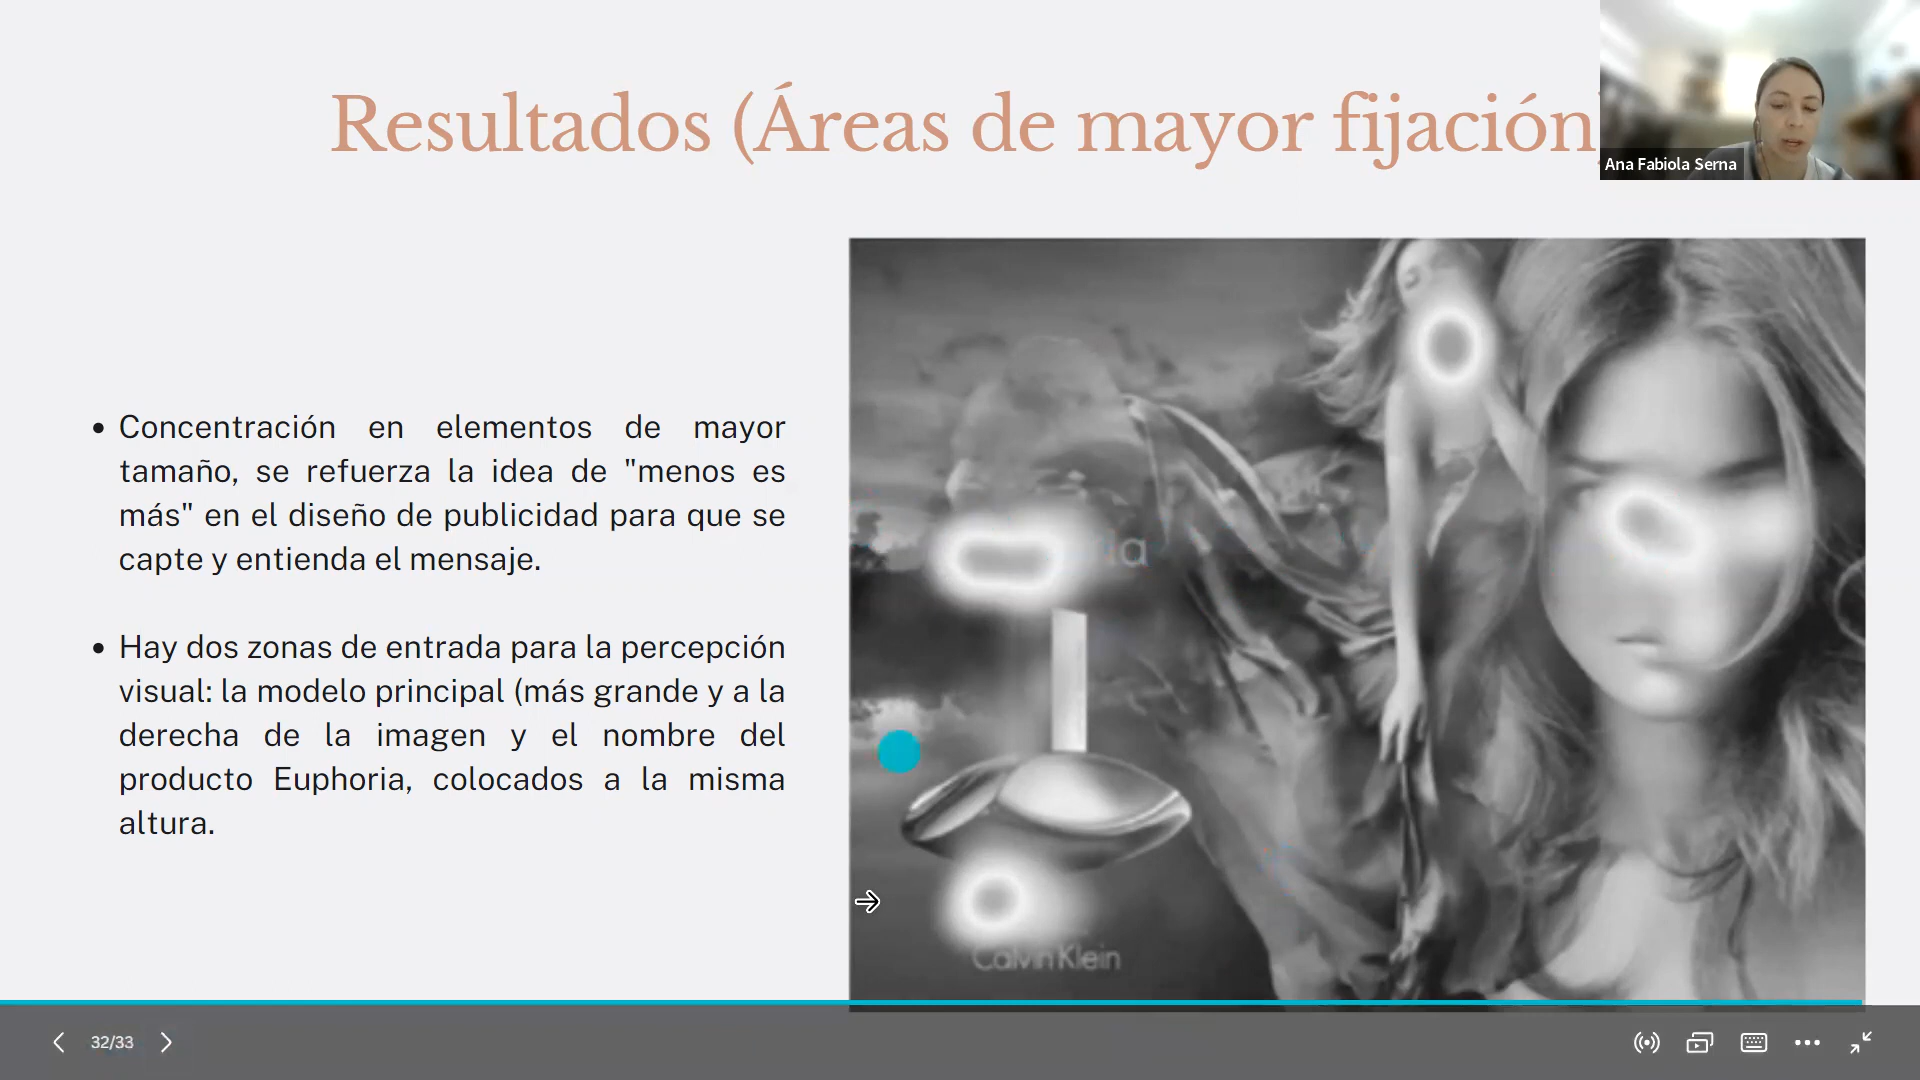 Resultados (Áreas de mayor fijación)
Ana Fabiola Serna
Concentración en elementos de mayor
tamaño, se refuerza la idea de "menos es
más" en el diseño de publicidad para que se
capte y entienda el mensaje.
Hay dos zonas de entrada para la percepción
visual: la modelo principal (más grande y a la
derecha de la imagen y el nombre del
producto Euphoria, colocados a la misma
altura.
ia
Calvin Klein
32/33